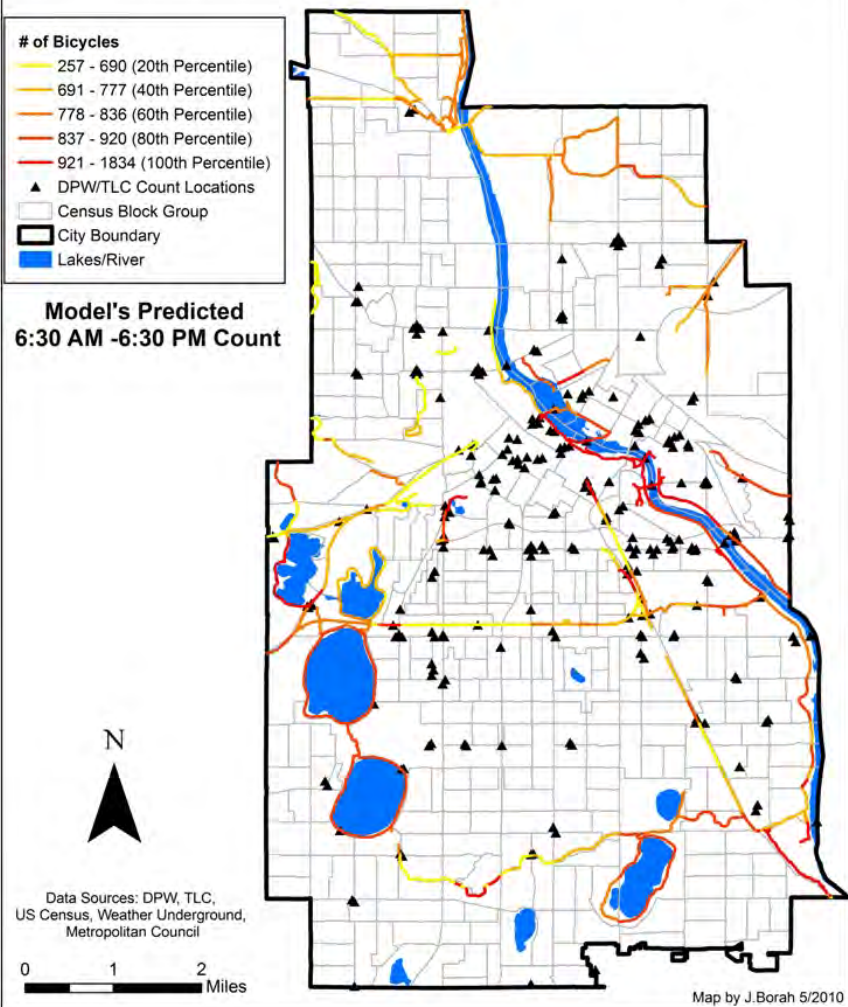 # of Bicycles
257 - 690 (20th Percentile)
691 - 777 (40th Percentile)
778 - 836 (60th Percentile)
837 - 920 (80th Percentile)
921 - 1834 (100th Percentile)
DPW/TLC Count Locations
Census Block Group
City Boundary
Lakes/River
Model's Predicted
6:30 AM -6:30 PM Count
N
Data Sources: DPW, TLC,
US Census, Weather Underground,
Metropolitan Council
0 1 2
Miles
Map by J.Borah 5/2010